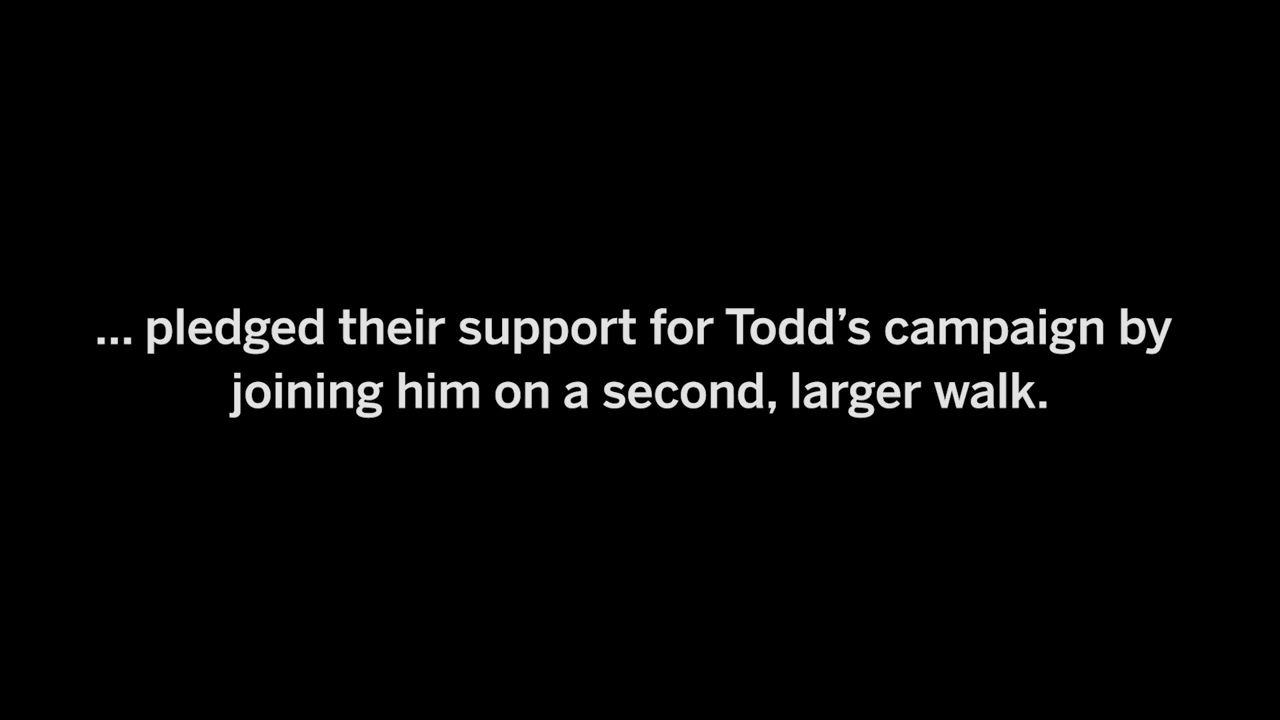 ... pledged their support for Todd’s campaign by
joining him on a second, larger walk.